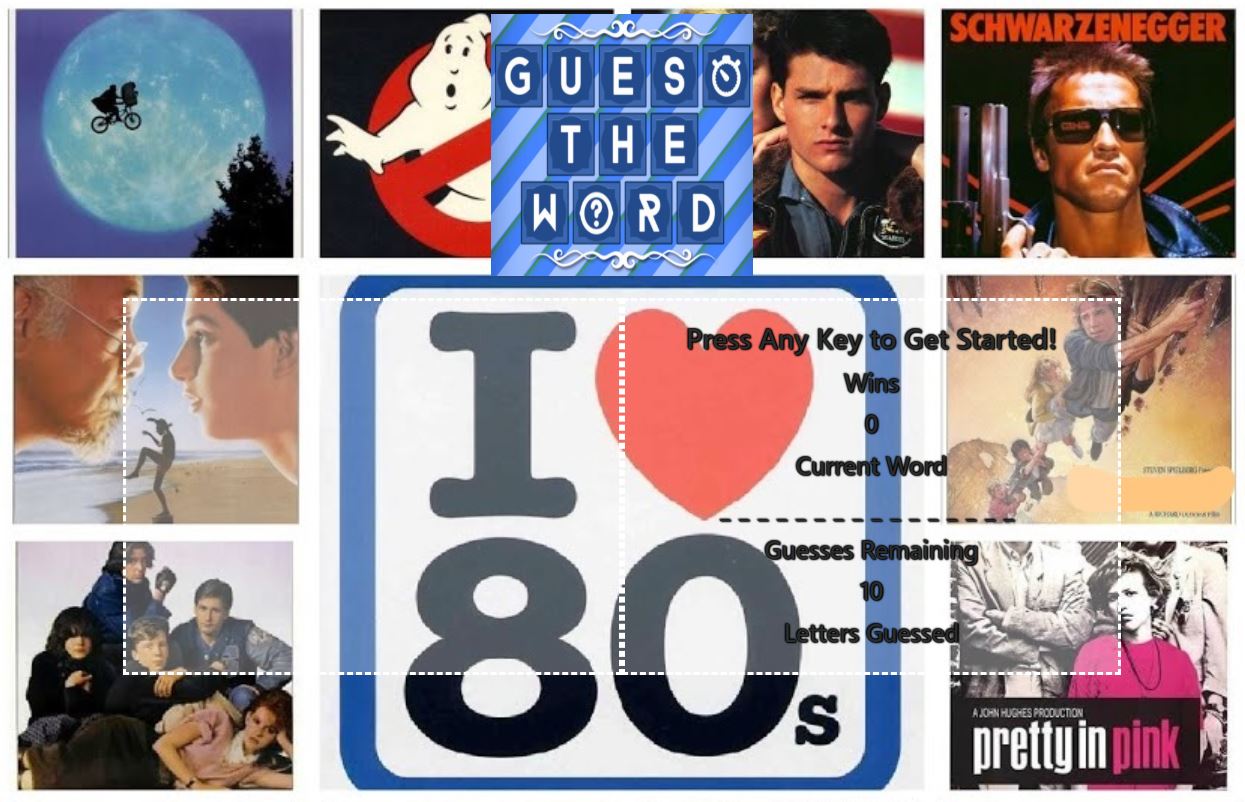 SCHWARZENEGGER
GUESS
THE
W?RD
I
80s
Press Any Key to Get Started!
Wins
0
Current Word
Guesses Remaining
10
Letters Guessed
STEVEN SPIELBERG
A JOHN HUGHES PRODUCTION
pretty in pink